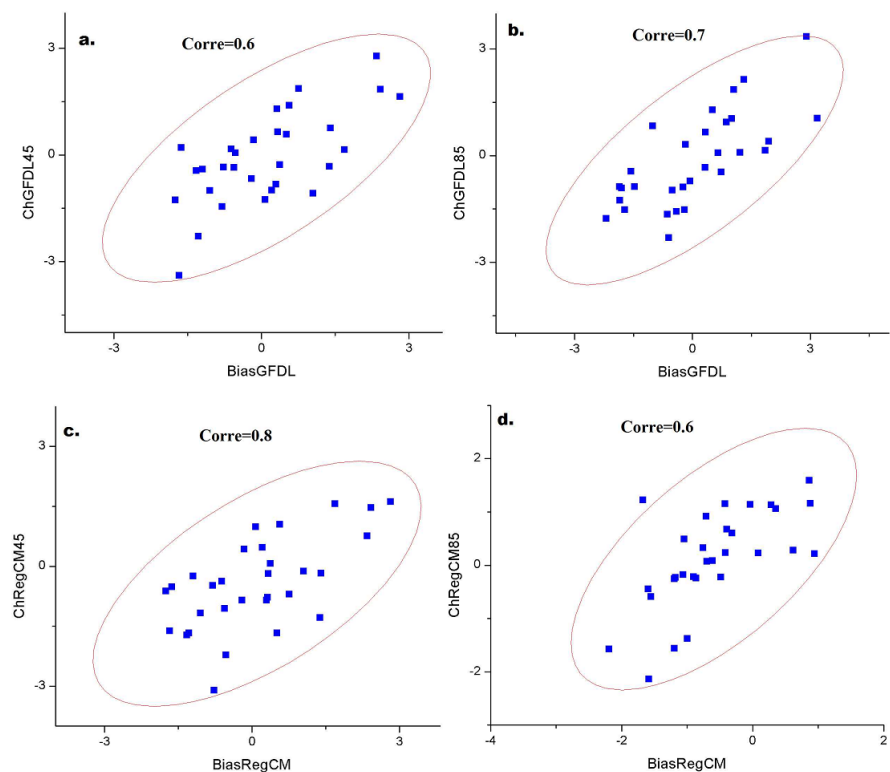 a.
Corre=0.6
3
0
-3
ChGFDL45
-3
0
3
BiasGFDL
b.
Corre=0.7
3
0
-3
ChGFDL85
-3
0
3
BiasGFDL
c.
Corre=0.8
3
0
-3
ChRegCM45
-3
0
3
BiasRegCM
d.
Corre=0.6
2
0
-2
ChRegCM85
-4
-2
0
2
BiasRegCM